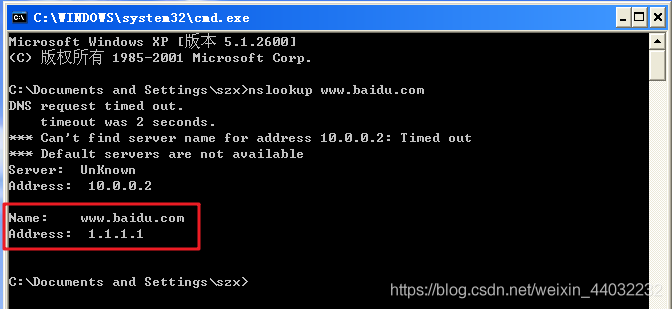 C:\WINDOWS\system32\cmd.exe
Microsoft Windows XP [版本 5.1.2600]
(C) 版权所有 1985-2001 Microsoft Corp.
C:\Documents and Settings\szx>nslookup www.baidu.com
DNS request timed out.
timeout was 2 seconds.
*** Can't find server name for address 10.0.0.2: Timed out
*** Default servers are not available
Server:  UnKnown
Address:  10.0.0.2
Name:    www.baidu.com
Address:  1.1.1.1
C:\Documents and Settings\szx>
https://blog.csdn.net/weixin_44032232